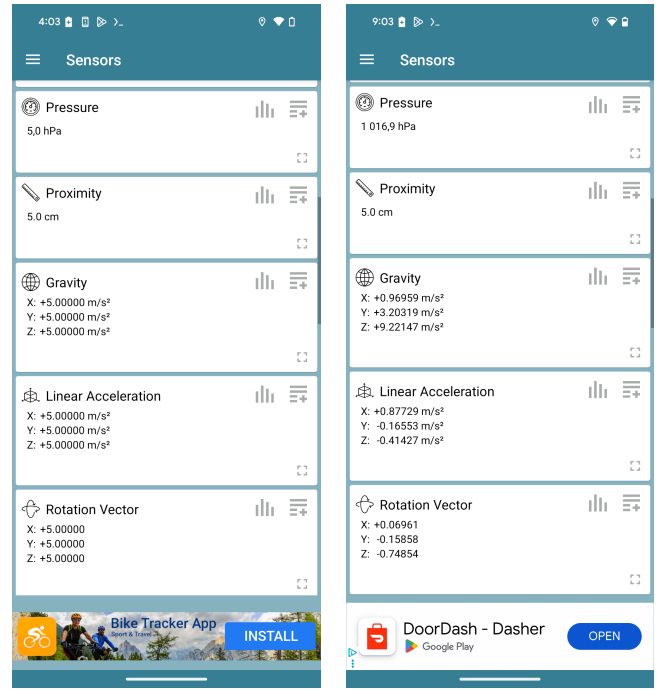 4:03
Sensors
Pressure
5,0 hPa
Proximity
5.0 cm
Gravity
X: +5.00000 m/s²
Y: +5.00000 m/s²
Z: +5.00000 m/s²
Linear Acceleration
X: +5.00000 m/s²
Y: +5.00000 m/s²
Z: +5.00000 m/s²
Rotation Vector
X: +5.00000
Y: +5.00000
Z: +5.00000
Bike Tracker App
Sport & Travel
INSTALL
9:03
Sensors
Pressure
1 016,9 hPa
Proximity
5.0 cm
Gravity
X: +0.96959 m/s²
Y: +3.20319 m/s²
Z: +9.22147 m/s²
Linear Acceleration
X: +0.87729 m/s²
Y: -0.16553 m/s²
Z: -0.41427 m/s²
Rotation Vector
X: +0.06961
Y: -0.15858
Z: -0.74854
DoorDash - Dasher
Google Play
OPEN